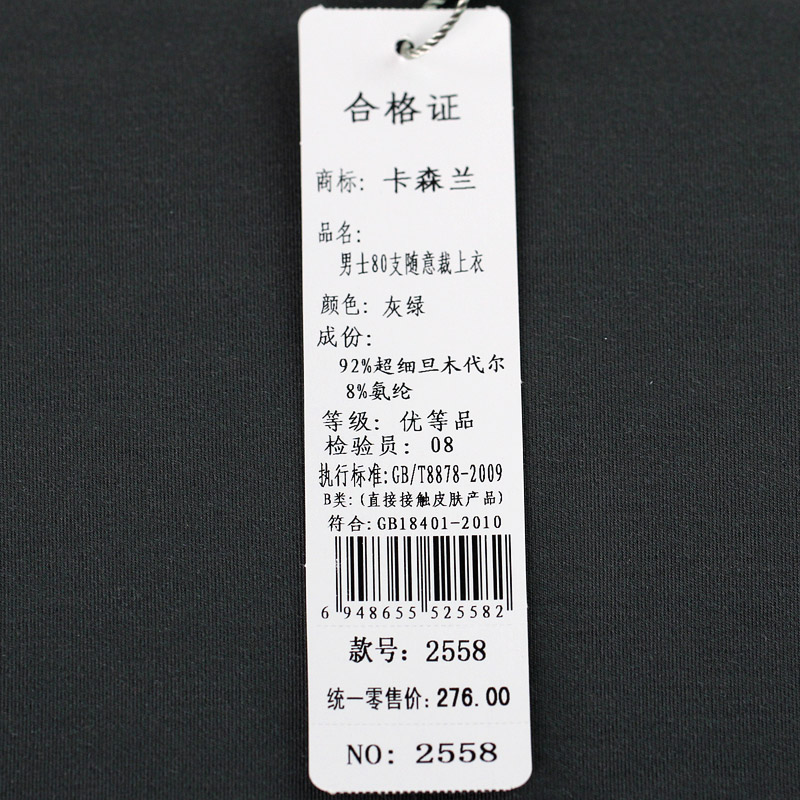 合格证
商标: 卡森兰
品名:
男士80支随意裁上衣
颜色: 灰绿
成份:
92%超细旦木代尔
8%氨纶
等级: 优等品
检验员: 08
执行标准:GB/T8878-2009
B类:(直接接触皮肤产品)
符合:GB18401-2010
6 948655 525582
款号: 2558
统一零售价:276.00
NO: 2558